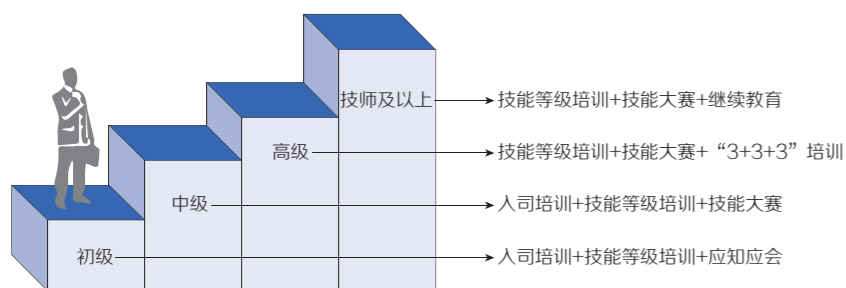 技师及以上 技能等级培训+技能大赛+继续教育
高级 技能等级培训+技能大赛+“3+3+3”培训
中级 入司培训+技能等级培训+技能大赛
初级 入司培训+技能等级培训+应知应会